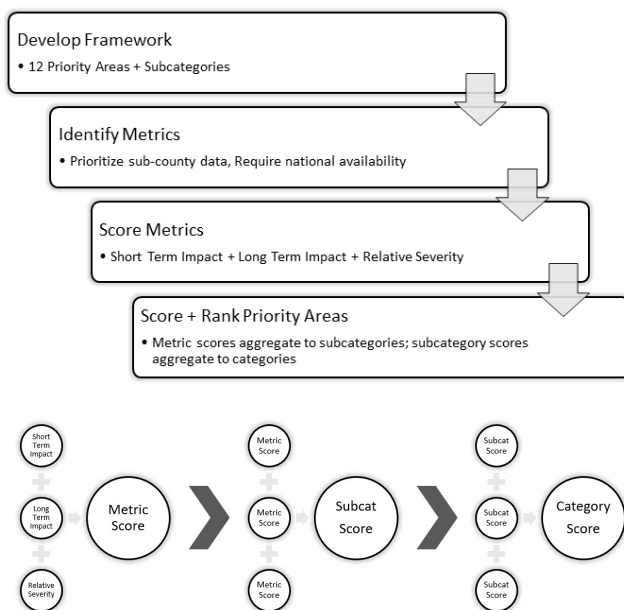 Develop Framework
• 12 Priority Areas + Subcategories
Identify Metrics
• Prioritize sub-county data, Require national availability
Score Metrics
• Short Term Impact + Long Term Impact + Relative Severity
Score + Rank Priority Areas
• Metric scores aggregate to subcategories; subcategory scores
aggregate to categories
Short
Term
Impact
Long
Term
Impact
Relative
Severity
Metric
Score
Metric
Score
Metric
Score
Metric
Score
Subcat
Score
Subcat
Score
Subcat
Score
Subcat
Score
Category
Score